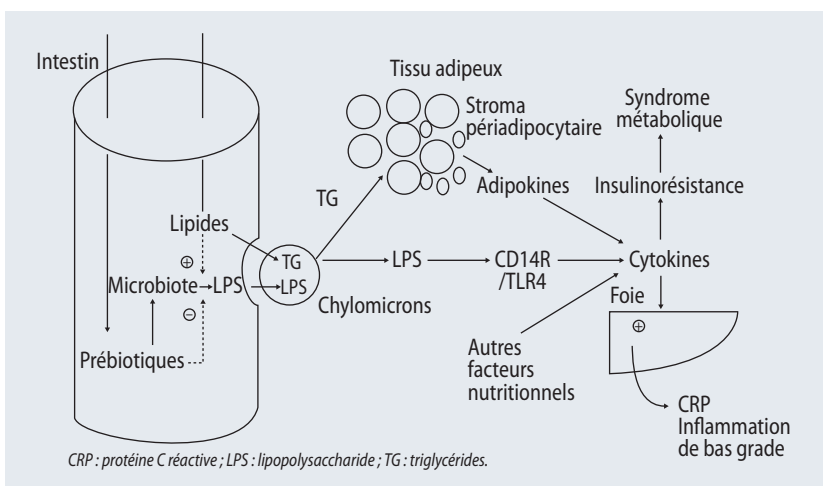 Intestin
Tissu adipeux
Stroma
périadipocytaire
Syndrome
métabolique
TG
Adipokines
Insulinorésistance
Lipides
⊕
TG
LPS
CD14R
/TLR4
Cytokines
Microbiote
LPS
LPS
⊖
Chylomicrons
Foie
⊕
Prébiotiques
Autres
facteurs
nutritionnels
CRP
Inflammation
de bas grade
CRP : protéine C réactive ; LPS : lipopolysaccharide ; TG : triglycérides.